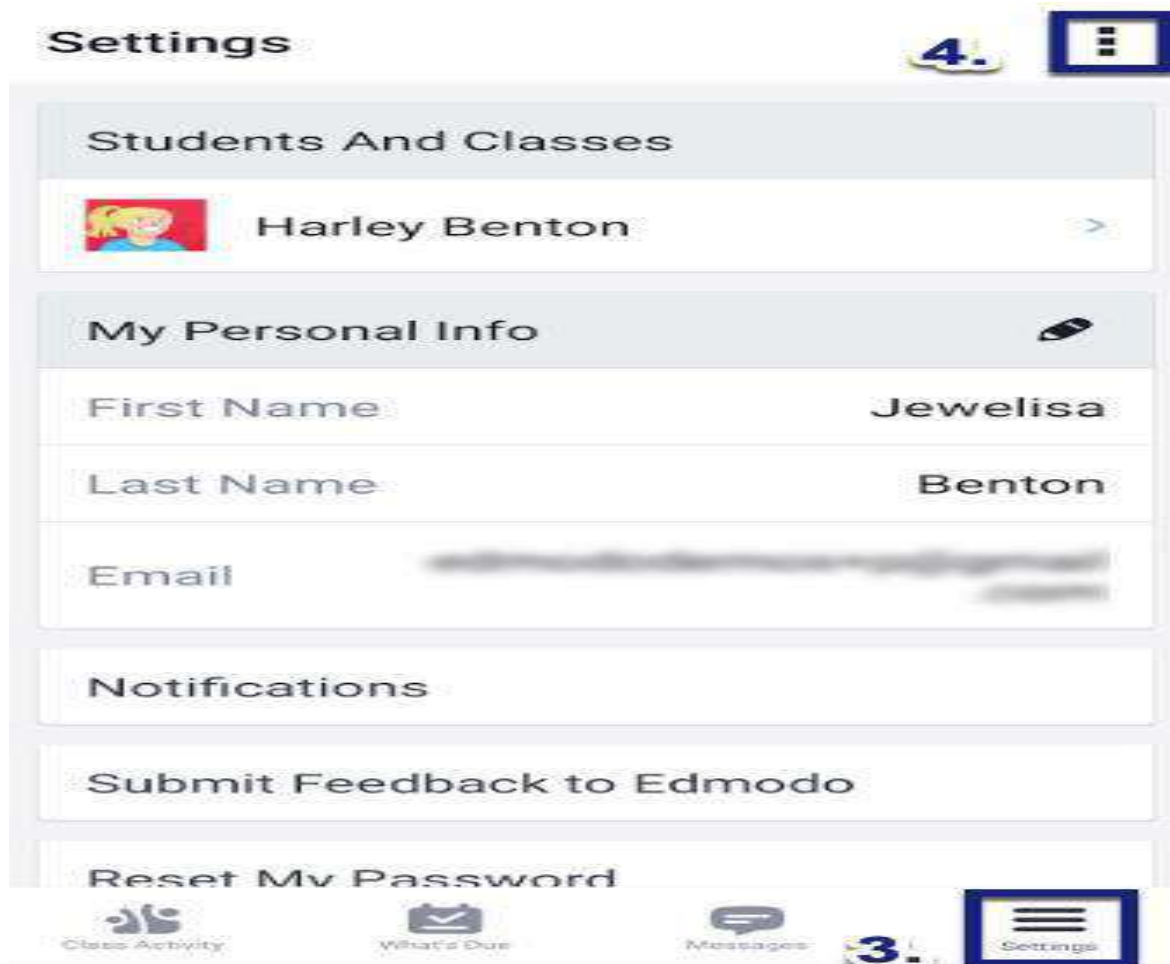 Settings
4.
Students And Classes
Harley Benton
My Personal Info
First Name Jewelisa
Last Name Benton
Email
Notifications
Submit Feedback to Edmodo
Reset My Password
Class Activity What's Due Messages 3. Settings